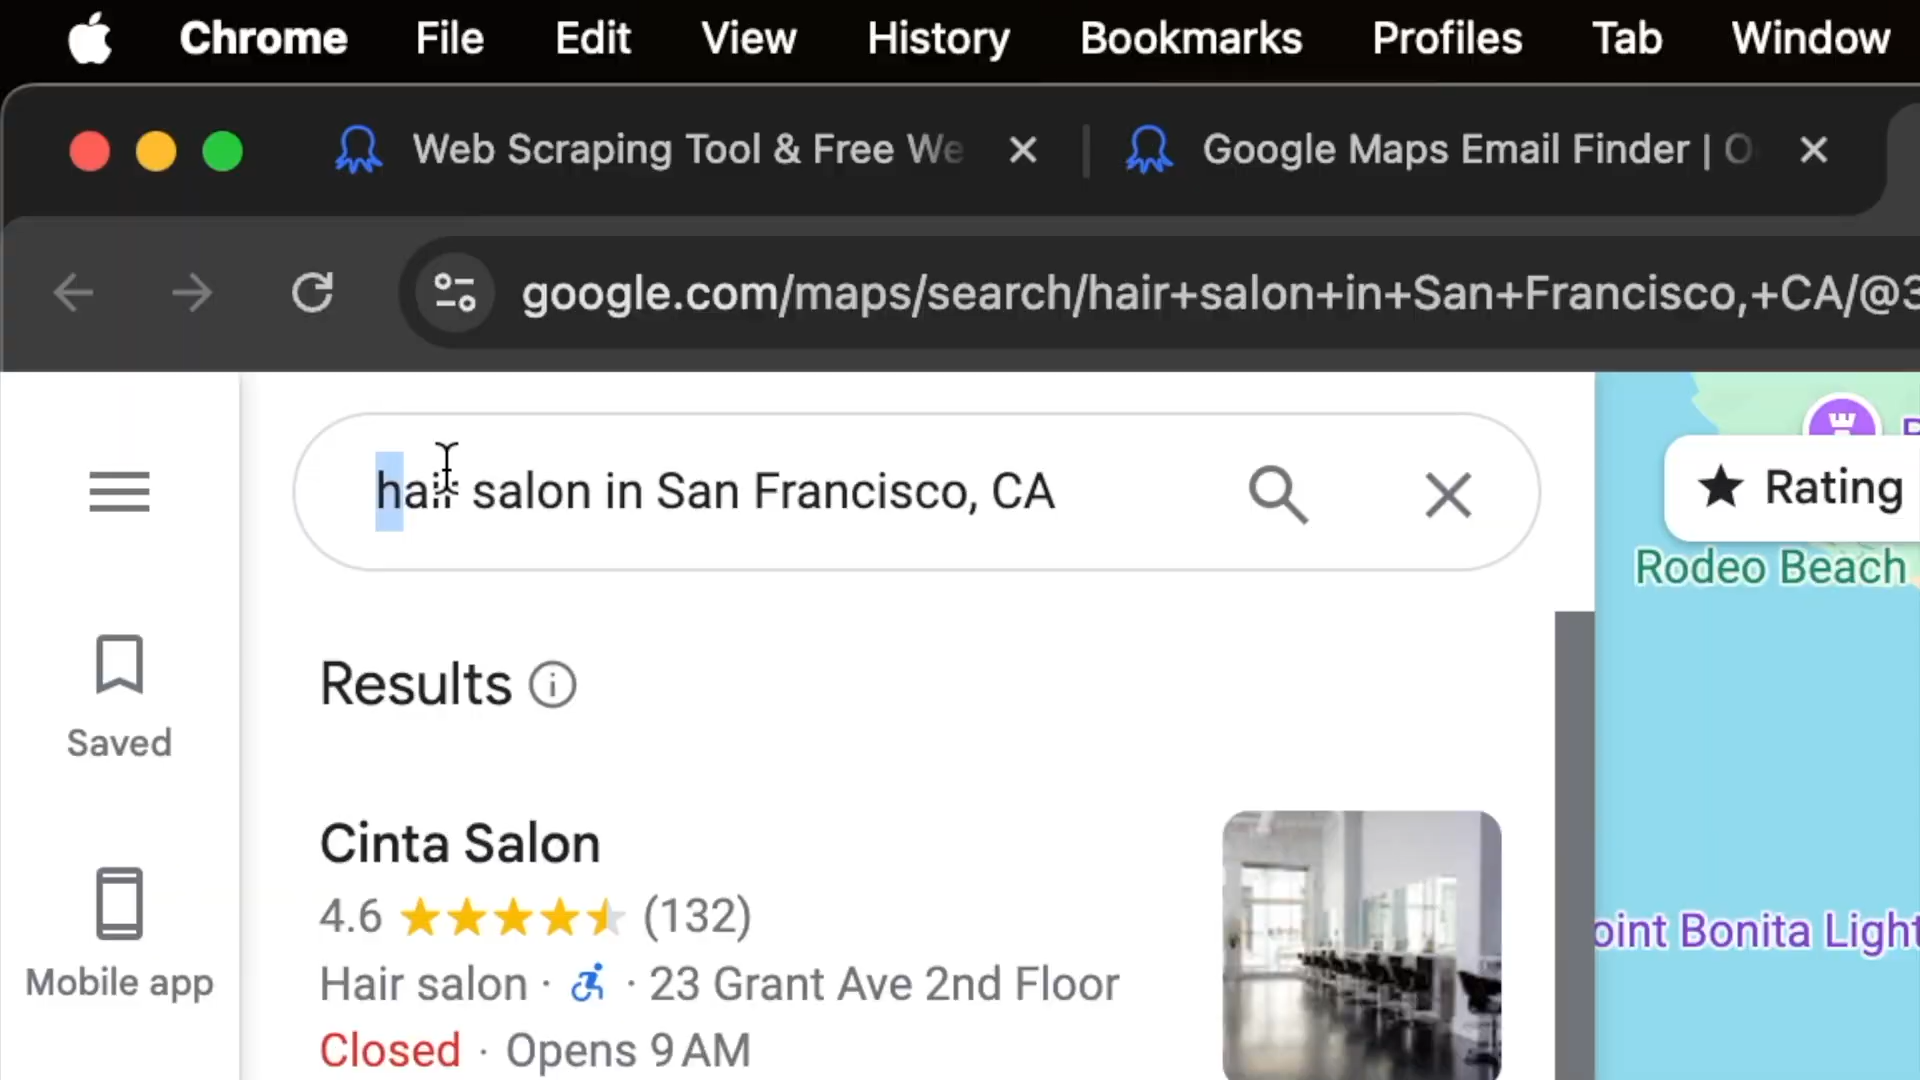 Chrome File Edit View History Bookmarks Profiles Tab Window
Web Scraping Tool & Free We
Google Maps Email Finder | O
google.com/maps/search/hair+salon+in+San+Francisco,+CA/@3
hair salon in San Francisco, CA
Rating
Rodeo Beach
Results
Saved
Cinta Salon
4.6 (132)
oint Bonita Light
Mobile app
Hair salon · · 23 Grant Ave 2nd Floor
Closed · Opens 9 AM